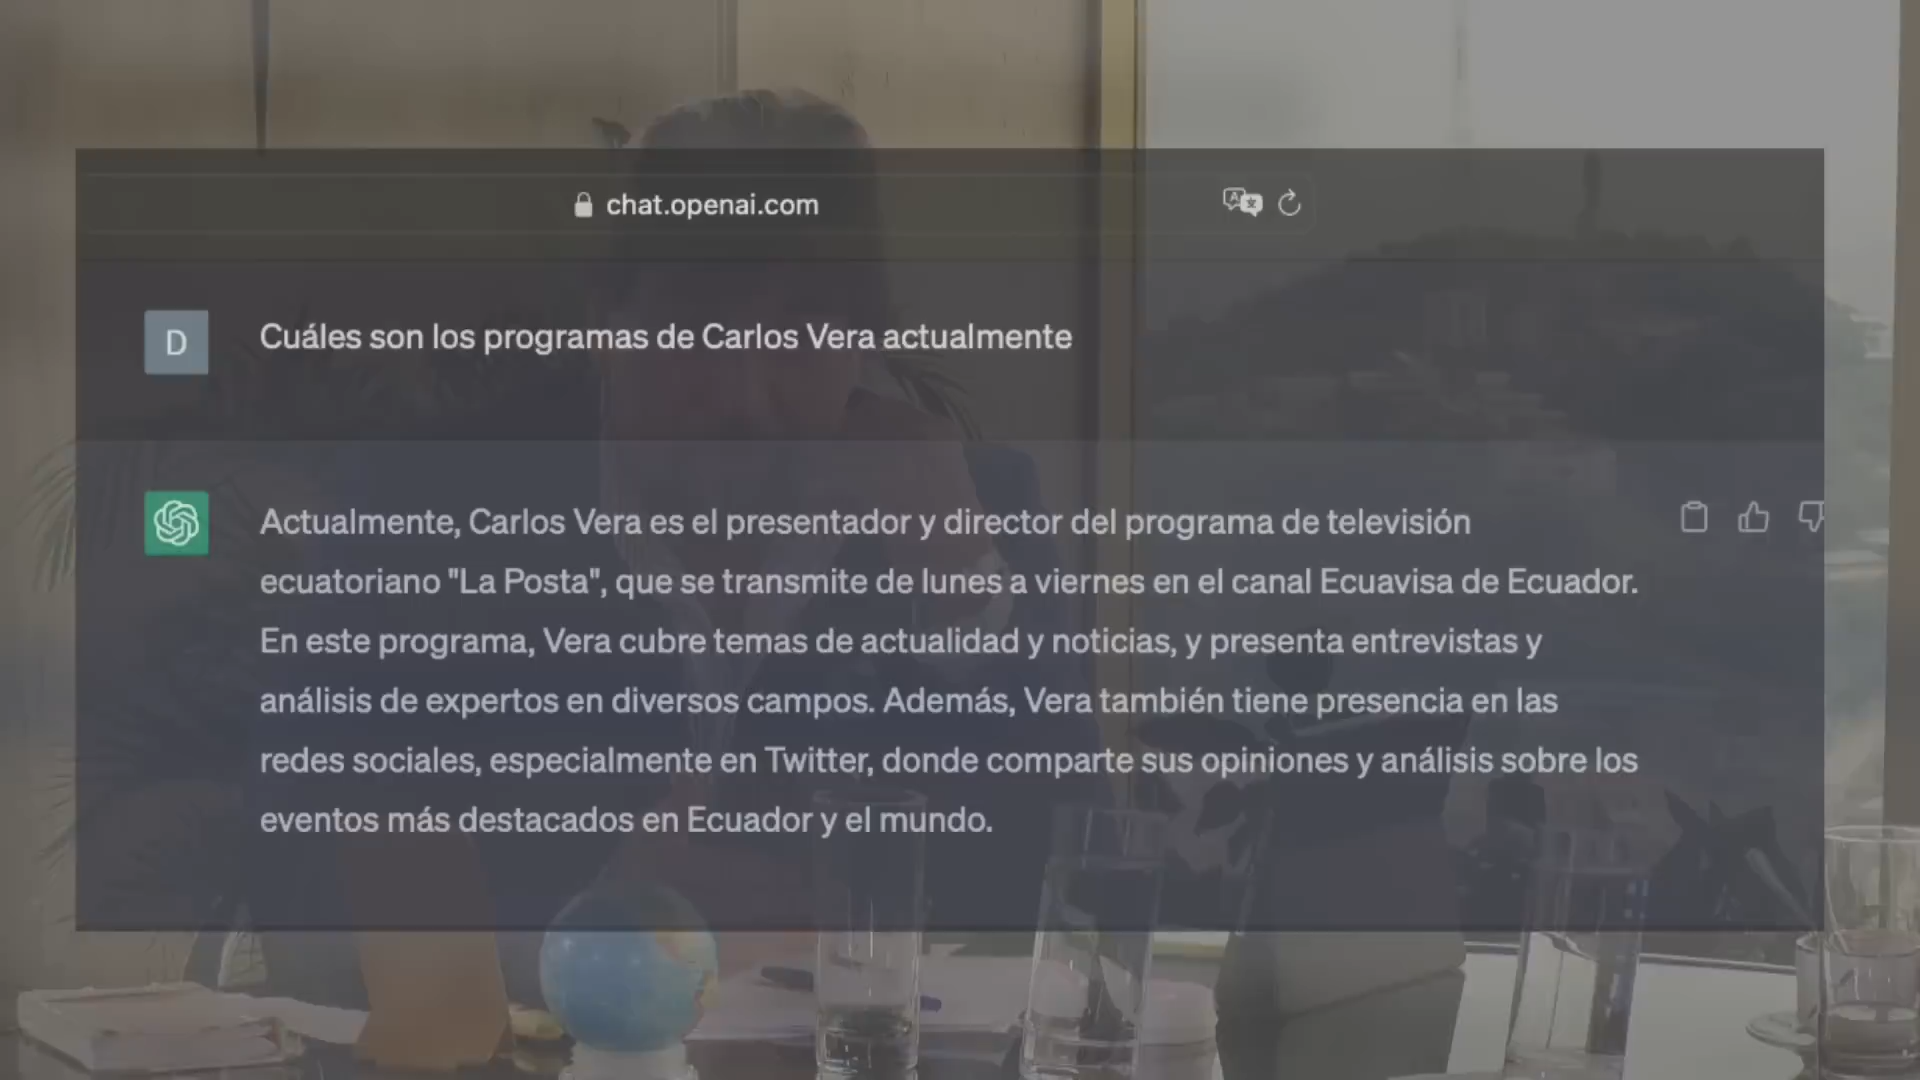 chat.openai.com
D
Cuáles son los programas de Carlos Vera actualmente
Actualmente, Carlos Vera es el presentador y director del programa de televisión
ecuatoriano "La Posta", que se transmite de lunes a viernes en el canal Ecuavisa de Ecuador.
En este programa, Vera cubre temas de actualidad y noticias, y presenta entrevistas y
análisis de expertos en diversos campos. Además, Vera también tiene presencia en las
redes sociales, especialmente en Twitter, donde comparte sus opiniones y análisis sobre los
eventos más destacados en Ecuador y el mundo.